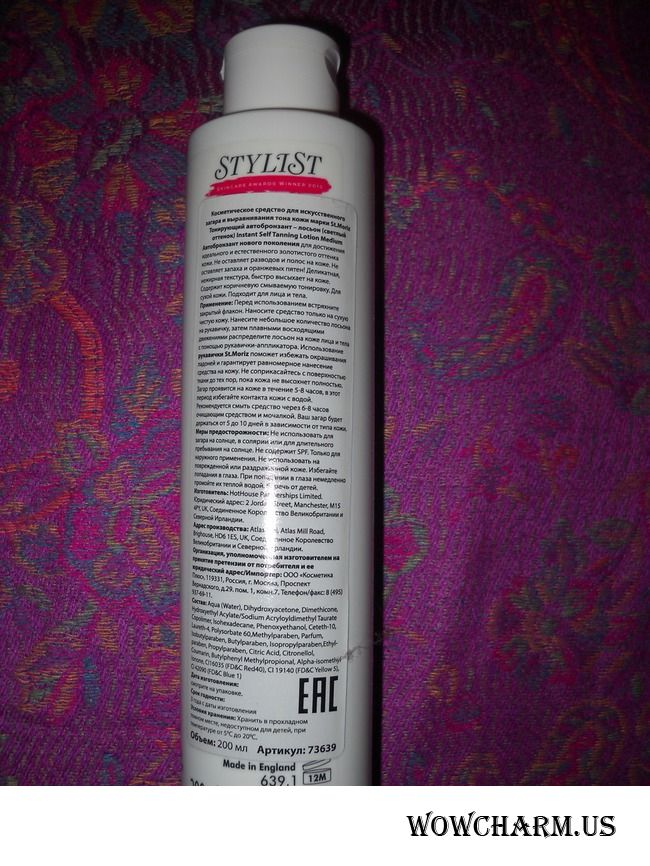 STYLIST
SKINCARE AWARDS WINNER 2012
Косметическое средство для искусственного
загара и выравнивания тона кожи марки St.Moriz
Тонирующий автобронзант – лосьон (светлый
оттенок) Instant Self Tanning Lotion Medium
Автобронзант нового поколения для достижения
идеального и естественного золотистого оттенка
кожи. Не оставляет разводов и полос на коже. Не
оставляет запаха и оранжевых пятен! Деликатная,
нежирная текстура, быстро высыхает на коже.
Содержит коричневую смываемую тонировку. Для
сухой кожи. Подходит для лица и тела.
Применение: Перед использованием встряхните
закрытый флакон. Наносите средство только на сухую
чистую кожу. Нанесите небольшое количество лосьона
на рукавичку, затем плавными восходящими
движениями распределите лосьон на коже лица и тела
с помощью рукавички-аппликатора. Использование
рукавички St.Moriz поможет избежать окрашивания
ладоней и гарантирует равномерное нанесение
средства на кожу. Не соприкасайтесь с поверхностью
ткани до тех пор, пока кожа не высохнет полностью.
Загар проявится на коже в течение 5-8 часов, в этот
период избегайте контакта кожи с водой.
Рекомендуется смыть средство через 6-8 часов
очищающим средством и мочалкой. Ваш загар будет
держаться от 5 до 10 дней в зависимости от типа кожи.
Меры предосторожности: Не использовать для
загара на солнце, в солярии или для длительного
пребывания на солнце. Не содержит SPF. Только для
наружного применения. Не использовать на
поврежденной или раздраженной коже. Избегайте
попадания в глаза. При попадании в глаза немедленно
промойте их теплой водой. Беречь от детей.
Изготовитель: HotHouse Partnerships Limited.
Юридический адрес: 2 Jordan Street, Manchester, M15
4PY, UK, Соединенное Королевство Великобритании и
Северной Ирландии.
Адрес производства: Atlas Mill, Atlas Mill Road,
Brighouse, HD6 1ES, UK, Соединенное Королевство
Великобритании и Северной Ирландии.
Организация, уполномоченная изготовителем на
принятие претензии от потребителя и ее
юридический адрес/Импортер: ООО «Косметика
Плюс», 119331, Россия, г. Москва, Проспект
Вернадского, д.29. пом. 1, комн.7. Телефон/факс: 8 (495)
937-69-11.
Состав: Aqua (Water), Dihydroxyacetone, Dimethicone,
Hydroxyethyl Acylate/Sodium Acryloyldimethyl Taurate
Copolimer, Isohexadecane, Phenoxyethanol, Ceteth-10,
Laureth-4, Polysorbate 60,Methylparaben, Parfum,
Isobutylparaben, Butylparaben, Isopropylparaben,Ethyl-
paraben, Propylparaben, Citric Acid, Citronellol,
Coumarin, Butylphenyl Methylpropional, Alpha-isomethyl
Ionone, CI16035 (FD&C Red40), CI 19140 (FD&C Yellow 5),
CI 42090 (FD&C Blue 1)
Дата изготовления:
смотрите на упаковке.
Срок годности:
3 года с даты изготовления
Условия хранения: Хранить в прохладном
темном месте, недоступном для детей, при
температуре от 5°C до 20°C.
EAC
Объем: 200 мл Артикул: 73639
Made in England
639.1 12M
WOWCHARM.US